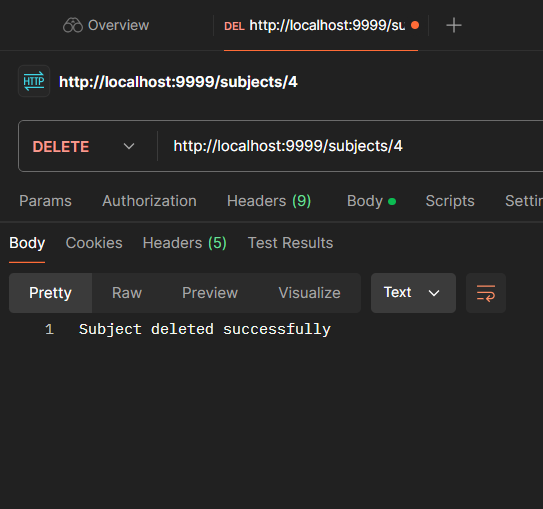 Overview
DEL http://localhost:9999/su
HTTP http://localhost:9999/subjects/4
DELETE http://localhost:9999/subjects/4
Params Authorization Headers (9) Body Scripts
Body Cookies Headers (5) Test Results
Pretty Raw Preview Visualize Text
1 Subject deleted successfully